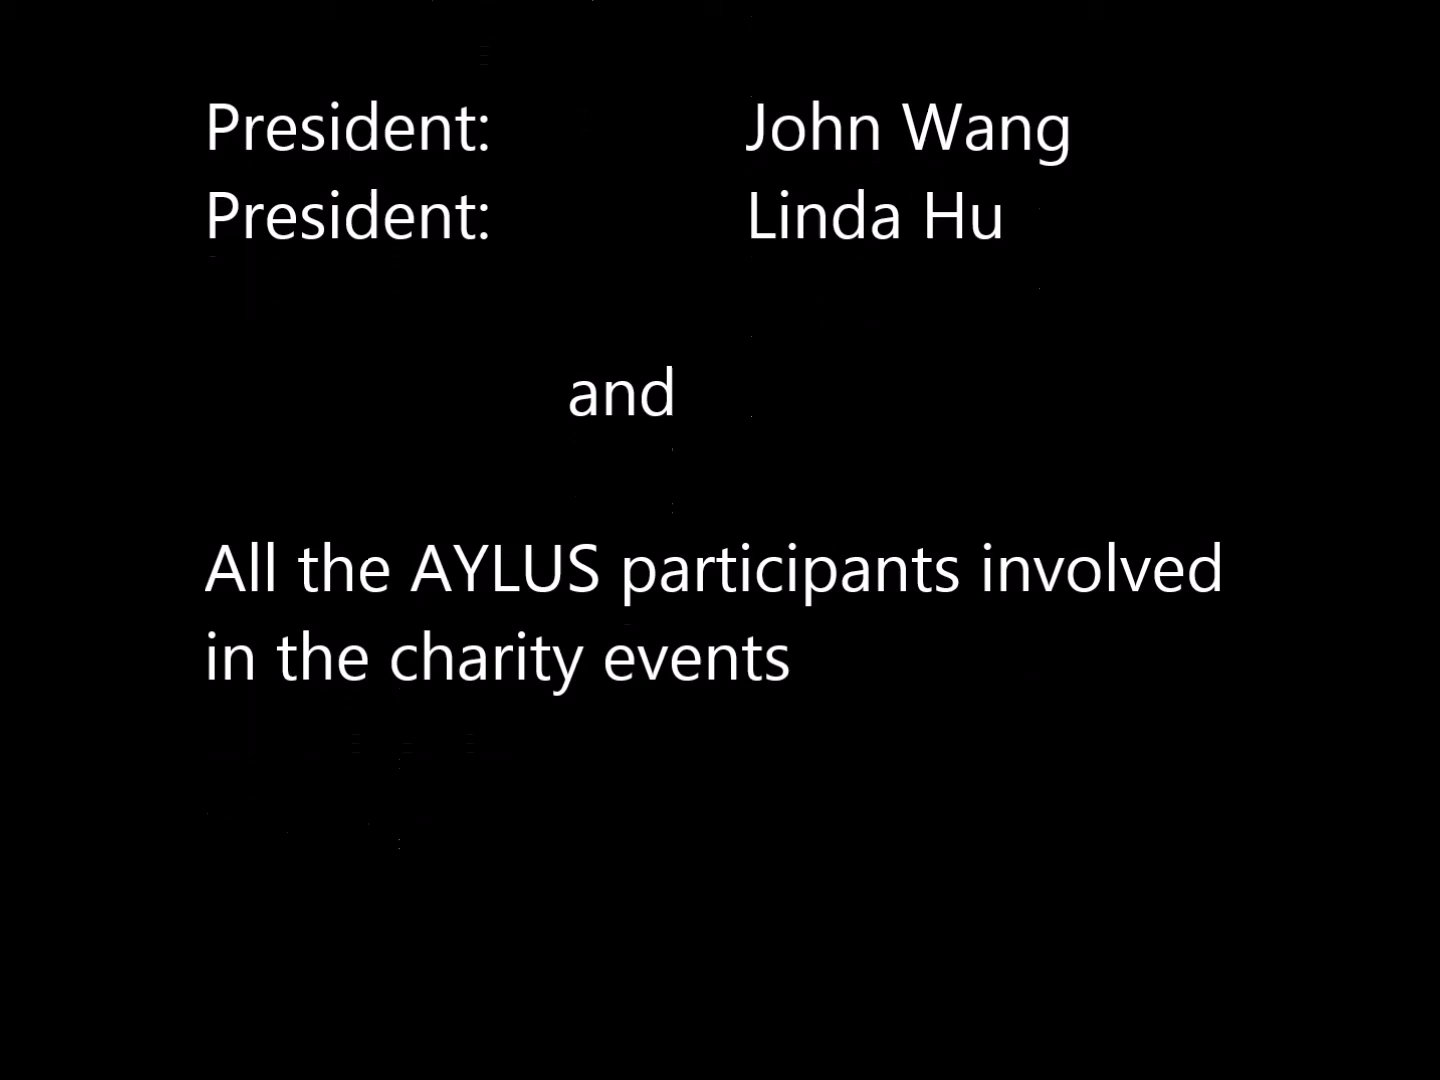 President: John Wang
President: Linda Hu
and
All the AYLUS participants involved
in the charity events